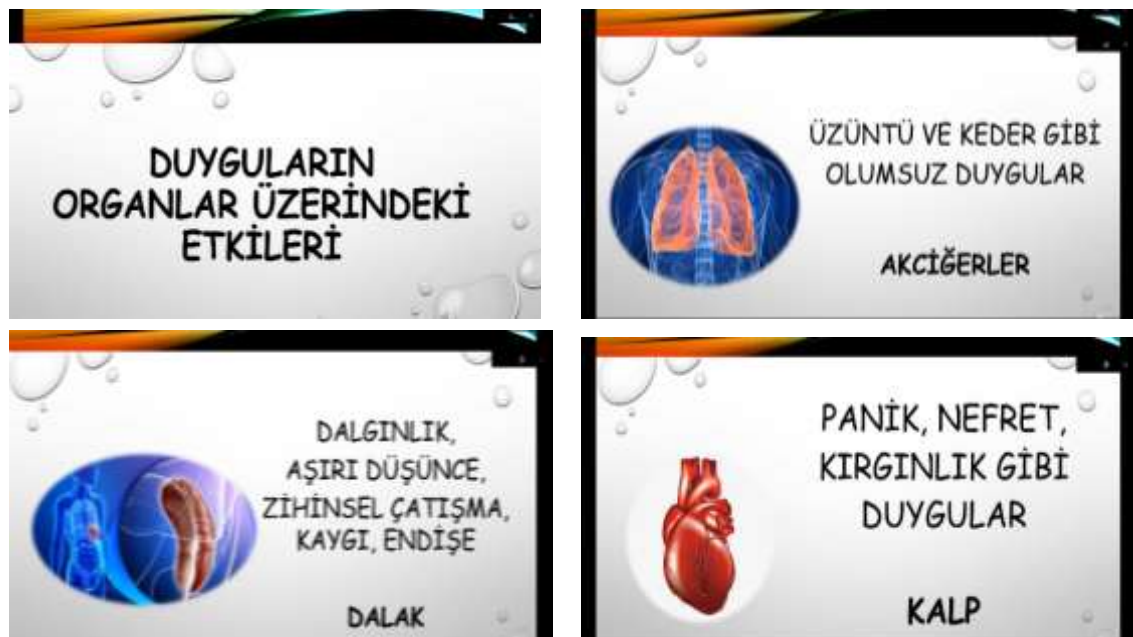 DUYGULARIN
ORGANLAR ÜZERİNDEKİ
ETKİLERİ
ÜZÜNTÜ VE KEDER GİBİ
OLUMSUZ DUYGULAR
AKCİĞERLER
DALGINLIK,
AŞIRI DÜŞÜNCE,
ZİHİNSEL ÇATIŞMA,
KAYGI, ENDİŞE
DALAK
PANİK, NEFRET,
KIRGINLIK GİBİ
DUYGULAR
KALP